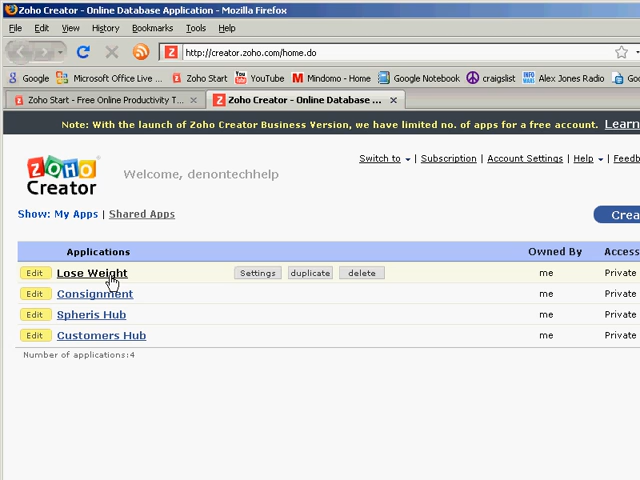 Zoho Creator - Online Database Application - Mozilla Firefox
File Edit View History Bookmarks Tools Help
http://creator.zoho.com/home.do
Google Microsoft Office Live ... Zoho Start YouTube Mindomo - Home Google Notebook craigslist Alex Jones Radio
Zoho Start - Free Online Productivity T... Zoho Creator - Online Database ...
Note: With the launch of Zoho Creator Business Version, we have limited no. of apps for a free account. Learn
ZOHO Creator
Welcome, denontechhelp
Switch to | Subscription | Account Settings | Help | Feedb
Show: My Apps | Shared Apps
Crea
Applications Owned By Access
Edit Lose Weight Settings duplicate delete me Private
Edit Consignment me Private
Edit Spheris Hub me Private
Edit Customers Hub me Private
Number of applications:4